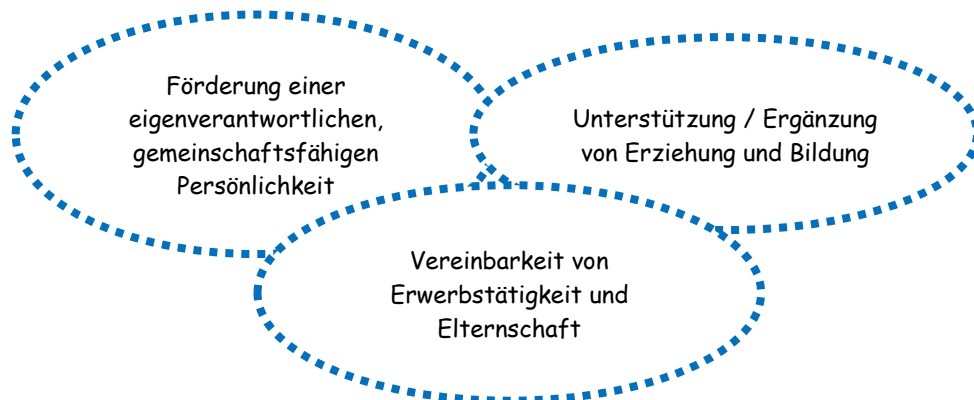 Förderung einer
eigenverantwortlichen,
gemeinschaftsfähigen
Persönlichkeit
Unterstützung / Ergänzung
von Erziehung und Bildung
Vereinbarkeit von
Erwerbstätigkeit und
Elternschaft